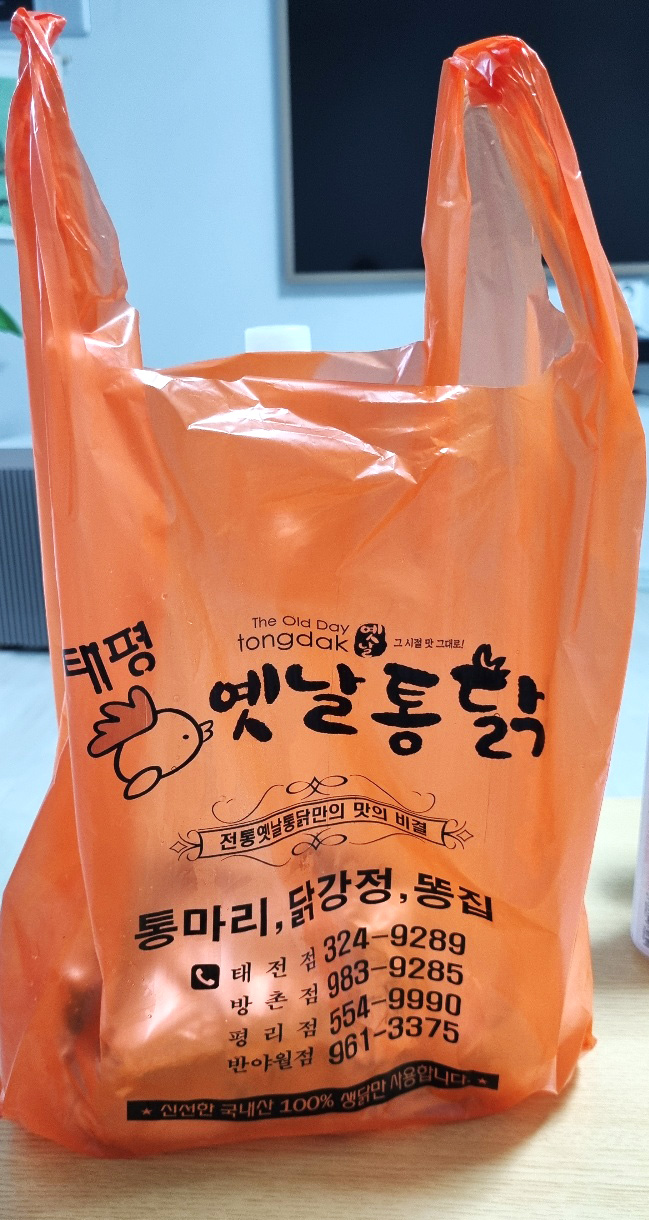 The Old Day
tongdak 옛날 그 시절 맛 그대로!
태평
옛날통닭
전통옛날통닭만의 맛의 비결
통마리,닭강정,똥집
태전점 324-9289
방촌점 983-9285
평리점 554-9990
반야월점 961-3375
★ 신선한 국내산 100% 생닭만 사용합니다. ★